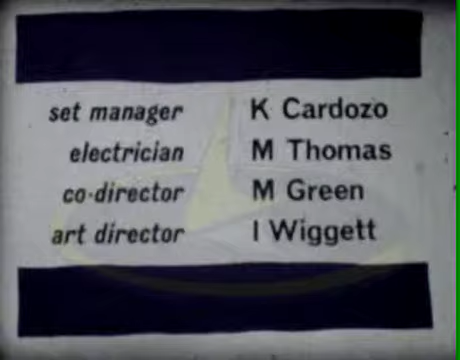 set manager K Cardozo
electrician M Thomas
co-director M Green
art director I Wiggett